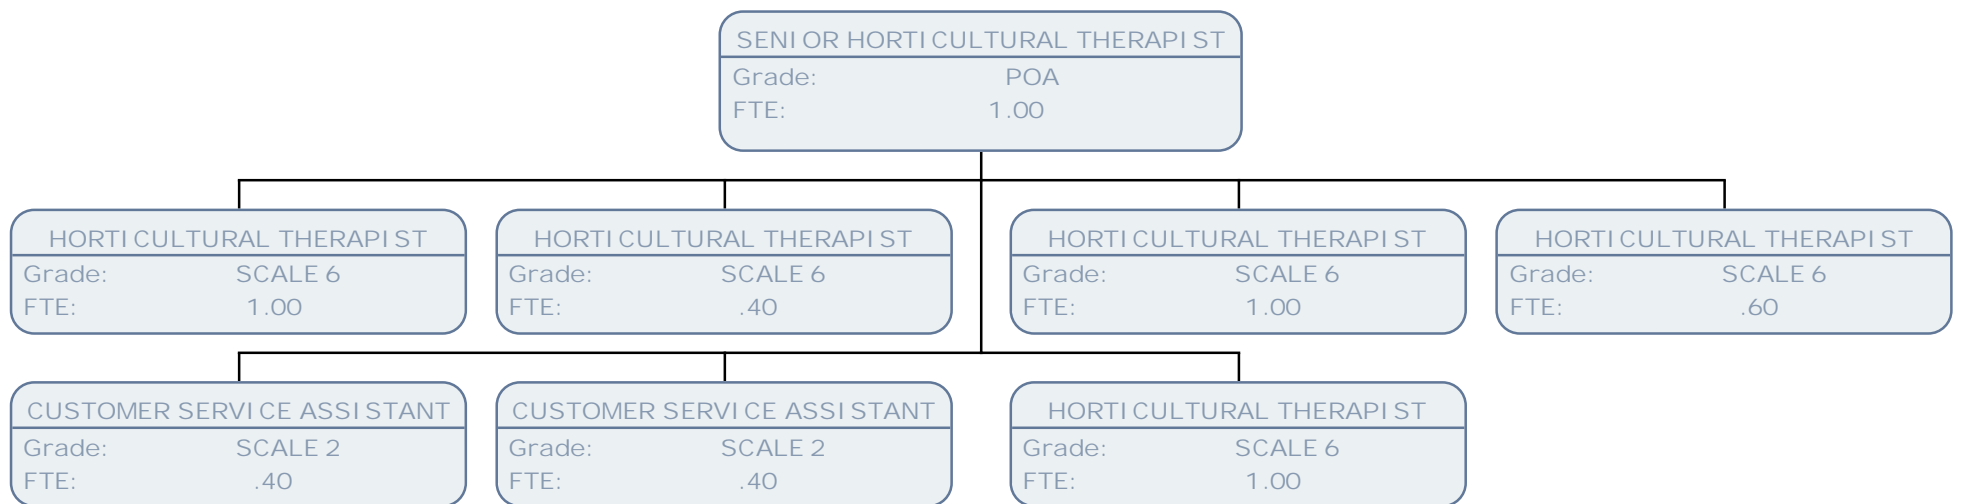 SENIOR HORTICULTURAL THERAPIST
Grade: POA
FTE: 1.00
HORTICULTURAL THERAPIST
Grade: SCALE 6
FTE: 1.00
HORTICULTURAL THERAPIST
Grade: SCALE 6
FTE: .40
HORTICULTURAL THERAPIST
Grade: SCALE 6
FTE: 1.00
HORTICULTURAL THERAPIST
Grade: SCALE 6
FTE: .60
CUSTOMER SERVICE ASSISTANT
Grade: SCALE 2
FTE: .40
CUSTOMER SERVICE ASSISTANT
Grade: SCALE 2
FTE: .40
HORTICULTURAL THERAPIST
Grade: SCALE 6
FTE: 1.00